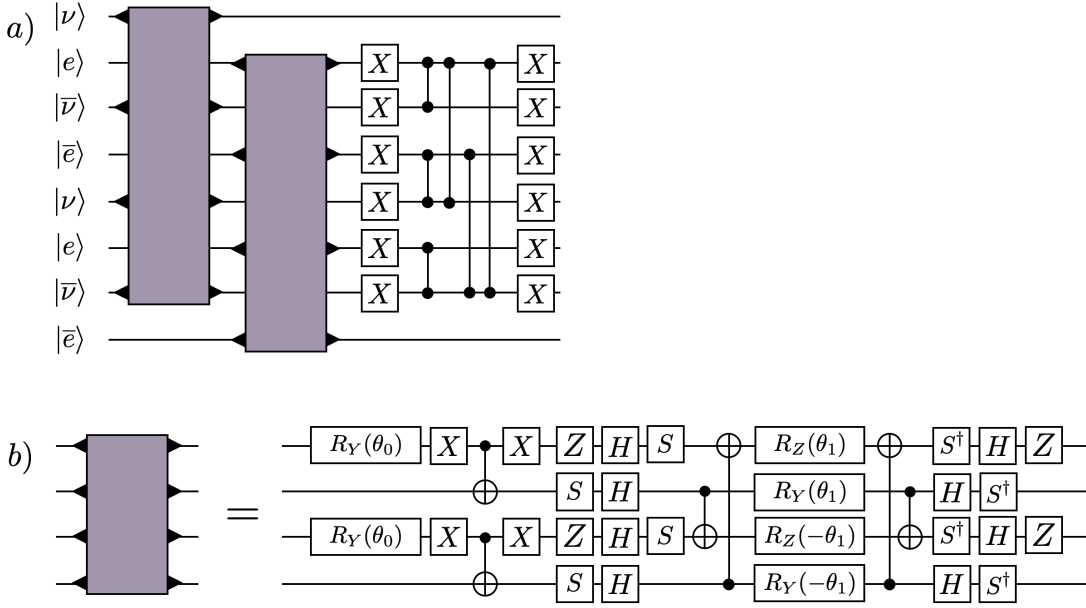 a)
|ν⟩
|e⟩ X X
|ν̅⟩ X X
|e̅⟩ X X
|ν⟩ X X
|e⟩ X X
|ν̅⟩ X X
|e̅⟩
b)
R_Y(θ_0) X X Z H S R_Z(θ_1) S† H Z
S H R_Y(θ_1) H S†
=
R_Y(θ_0) X X Z H S R_Z(−θ_1) S† H Z
S H R_Y(−θ_1) H S†